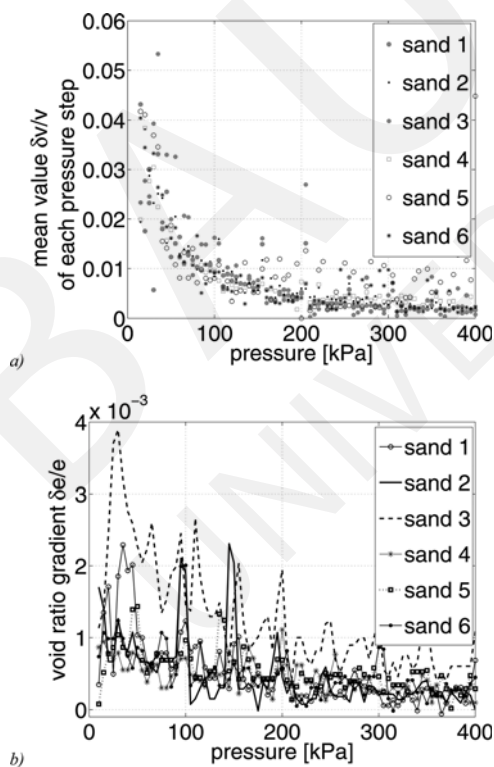 0.06
0.05
0.04
0.03
0.02
0.01
0
mean value δv/v
of each pressure step
sand 1
sand 2
sand 3
sand 4
sand 5
sand 6
0 100 200 300 400
pressure [kPa]
a)
x 10⁻³
4
3
2
1
0
void ratio gradient δe/e
sand 1
sand 2
sand 3
sand 4
sand 5
sand 6
0 100 200 300 400
pressure [kPa]
b)